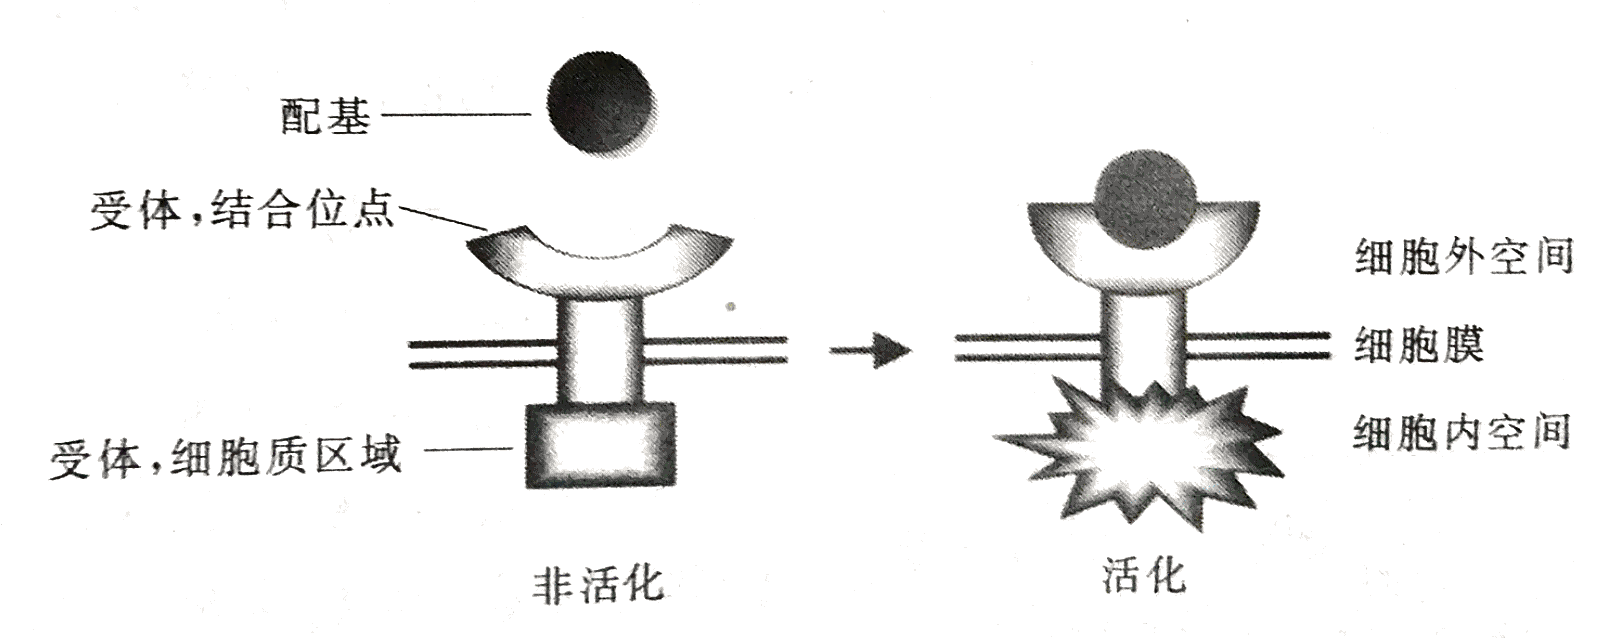 配基
受体,结合位点
细胞外空间
细胞膜
细胞内空间
受体,细胞质区域
非活化
活化